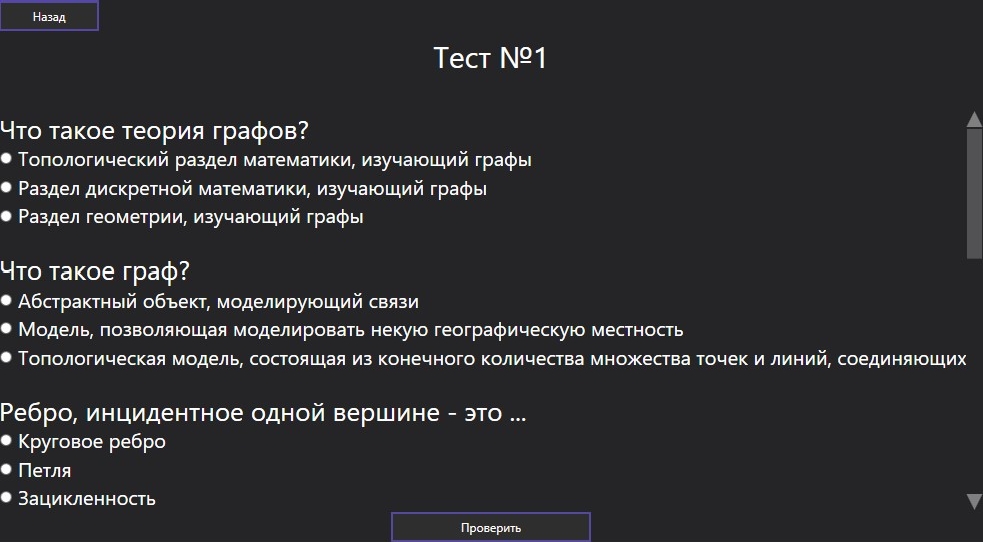 Назад
Тест №1
Что такое теория графов?
Топологический раздел математики, изучающий графы
Раздел дискретной математики, изучающий графы
Раздел геометрии, изучающий графы
Что такое граф?
Абстрактный объект, моделирующий связи
Модель, позволяющая моделировать некую географическую местность
Топологическая модель, состоящая из конечного количества множества точек и линий, соединяющих
Ребро, инцидентное одной вершине - это ...
Круговое ребро
Петля
Зацикленность
Проверить